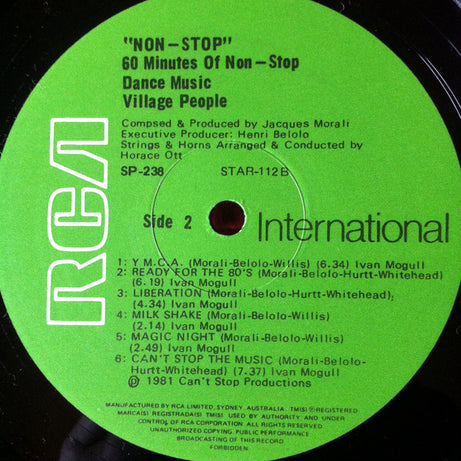 "NON-STOP"
60 Minutes Of Non-Stop
Dance Music
Village People
Compsed & Produced by Jacques Morali
Executive Producer: Henri Belolo
Strings & Horns Arranged & Conducted by
Horace Ott
SP-238 STAR-112B
RCA
Side 2
International
1: Y M.C.A. (Morali-Belolo-Willis) (6.34) Ivan Mogull
2: READY FOR THE 80'S (Morali-Belolo-Hurtt-Whitehead)
(6.19) Ivan Mogull
3: LIBERATION (Morali-Belolo-Hurtt-Whitehead);
(4.34) Ivan Mogull
4: MILK SHAKE (Morali-Belolo-Willis)
(2.14) Ivan Mogull
5: MAGIC NIGHT (Morali-Belolo-Willis)
(2.49) Ivan Mogull
6: CAN'T STOP THE MUSIC (Morali-Belolo-
Hurtt-Whitehead) (7.37) Ivan Mogull
℗ 1981 Can't Stop Productions
MANUFACTURED BY RCA LIMITED, SYDNEY, AUSTRALIA. TM(S) ®REGISTERED
MARCA(S) REGISTRADA(S) TM(S) USED BY AUTHORITY AND UNDER
CONTROL OF RCA CORPORATION. ALL RIGHTS RESERVED
UNAUTHORIZED COPYING, PUBLIC PERFORMANCE
BROADCASTING OF THIS RECORD
FORBIDDEN